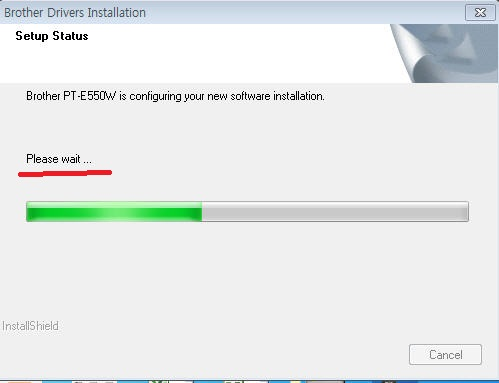 Brother Drivers Installation
Setup Status
Brother PT-E550W is configuring your new software installation.
Please wait ...
InstallShield
Cancel